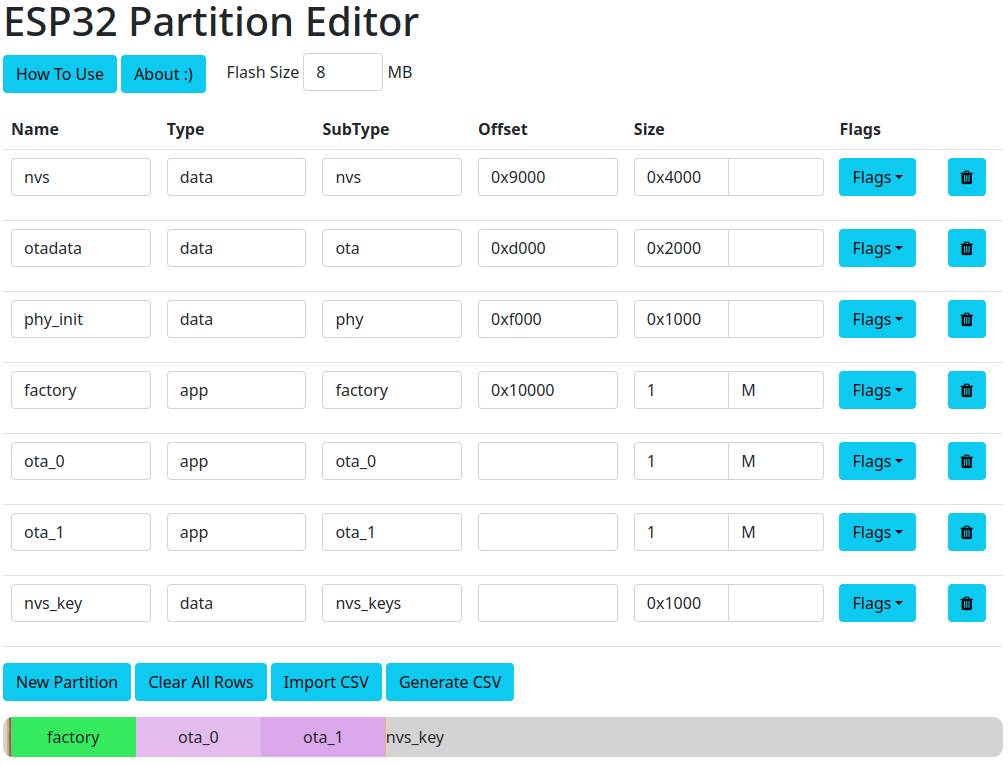 ESP32 Partition Editor
How To Use About :) Flash Size 8 MB
Name Type SubType Offset Size Flags
nvs data nvs 0x9000 0x4000 Flags
otadata data ota 0xd000 0x2000 Flags
phy_init data phy 0xf000 0x1000 Flags
factory app factory 0x10000 1 M Flags
ota_0 app ota_0 1 M Flags
ota_1 app ota_1 1 M Flags
nvs_key data nvs_keys 0x1000 Flags
New Partition Clear All Rows Import CSV Generate CSV
factory ota_0 ota_1 nvs_key